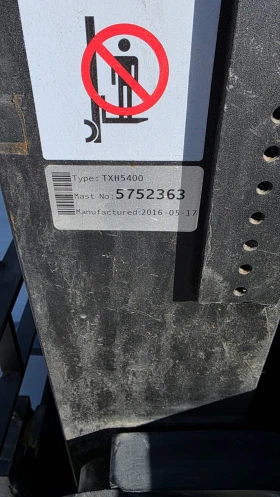 Type: TXH5400
Mast No: 5752363
Manufactured: 2016-05-17